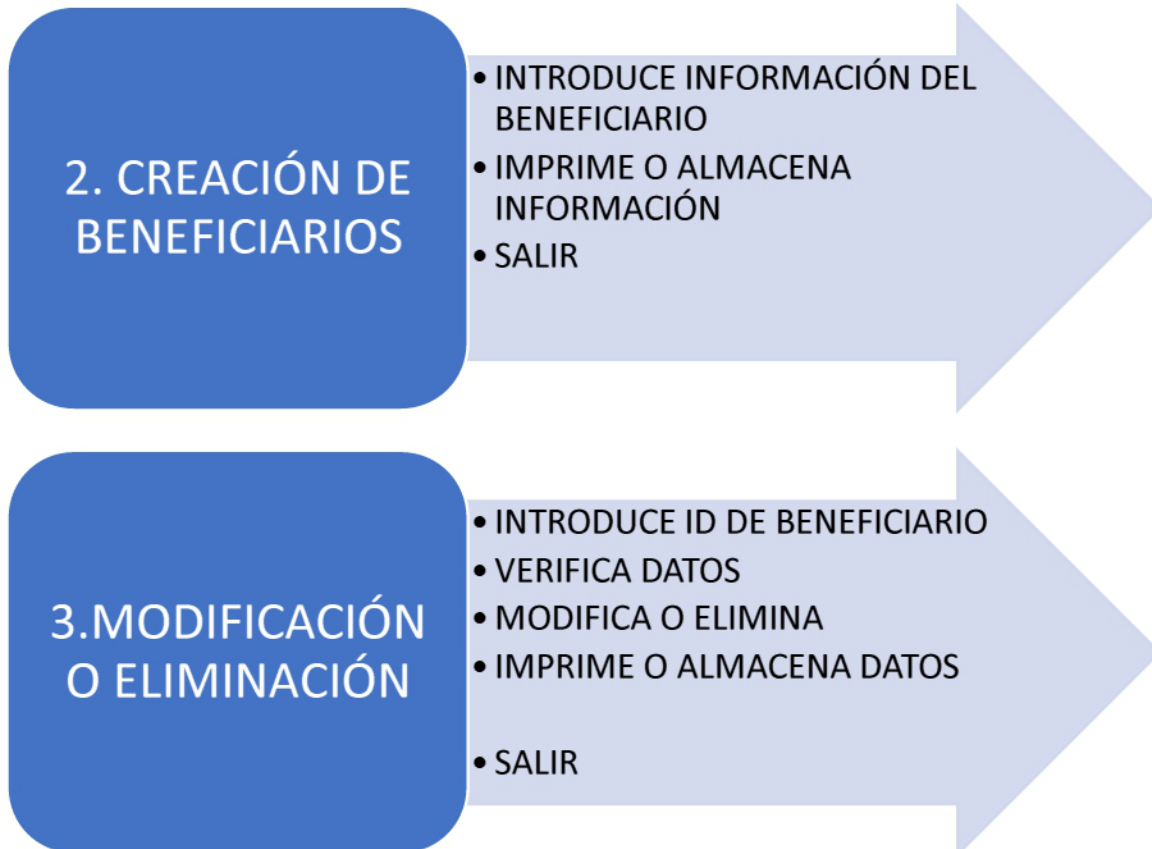 2. CREACIÓN DE
BENEFICIARIOS
• INTRODUCE INFORMACIÓN DEL
BENEFICIARIO
• IMPRIME O ALMACENA
INFORMACIÓN
• SALIR
3.MODIFICACIÓN
O ELIMINACIÓN
• INTRODUCE ID DE BENEFICIARIO
• VERIFICA DATOS
• MODIFICA O ELIMINA
• IMPRIME O ALMACENA DATOS
• SALIR